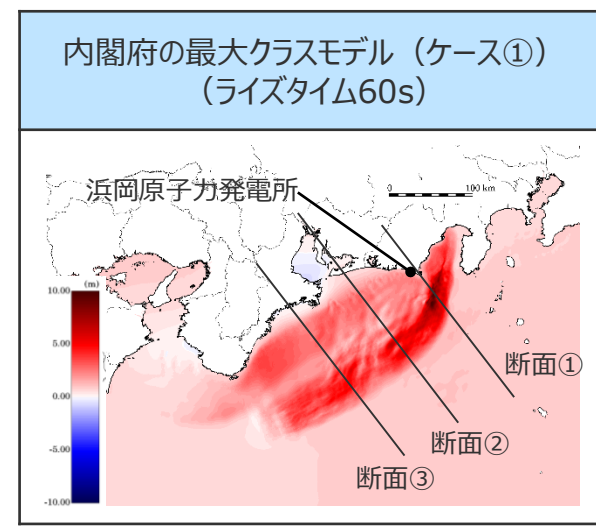 内閣府の最大クラスモデル（ケース①）
（ライズタイム60s）
浜岡原子力発電所
0 100 km
(m)
10.00
5.00
0.00
-5.00
-10.00
断面①
断面②
断面③